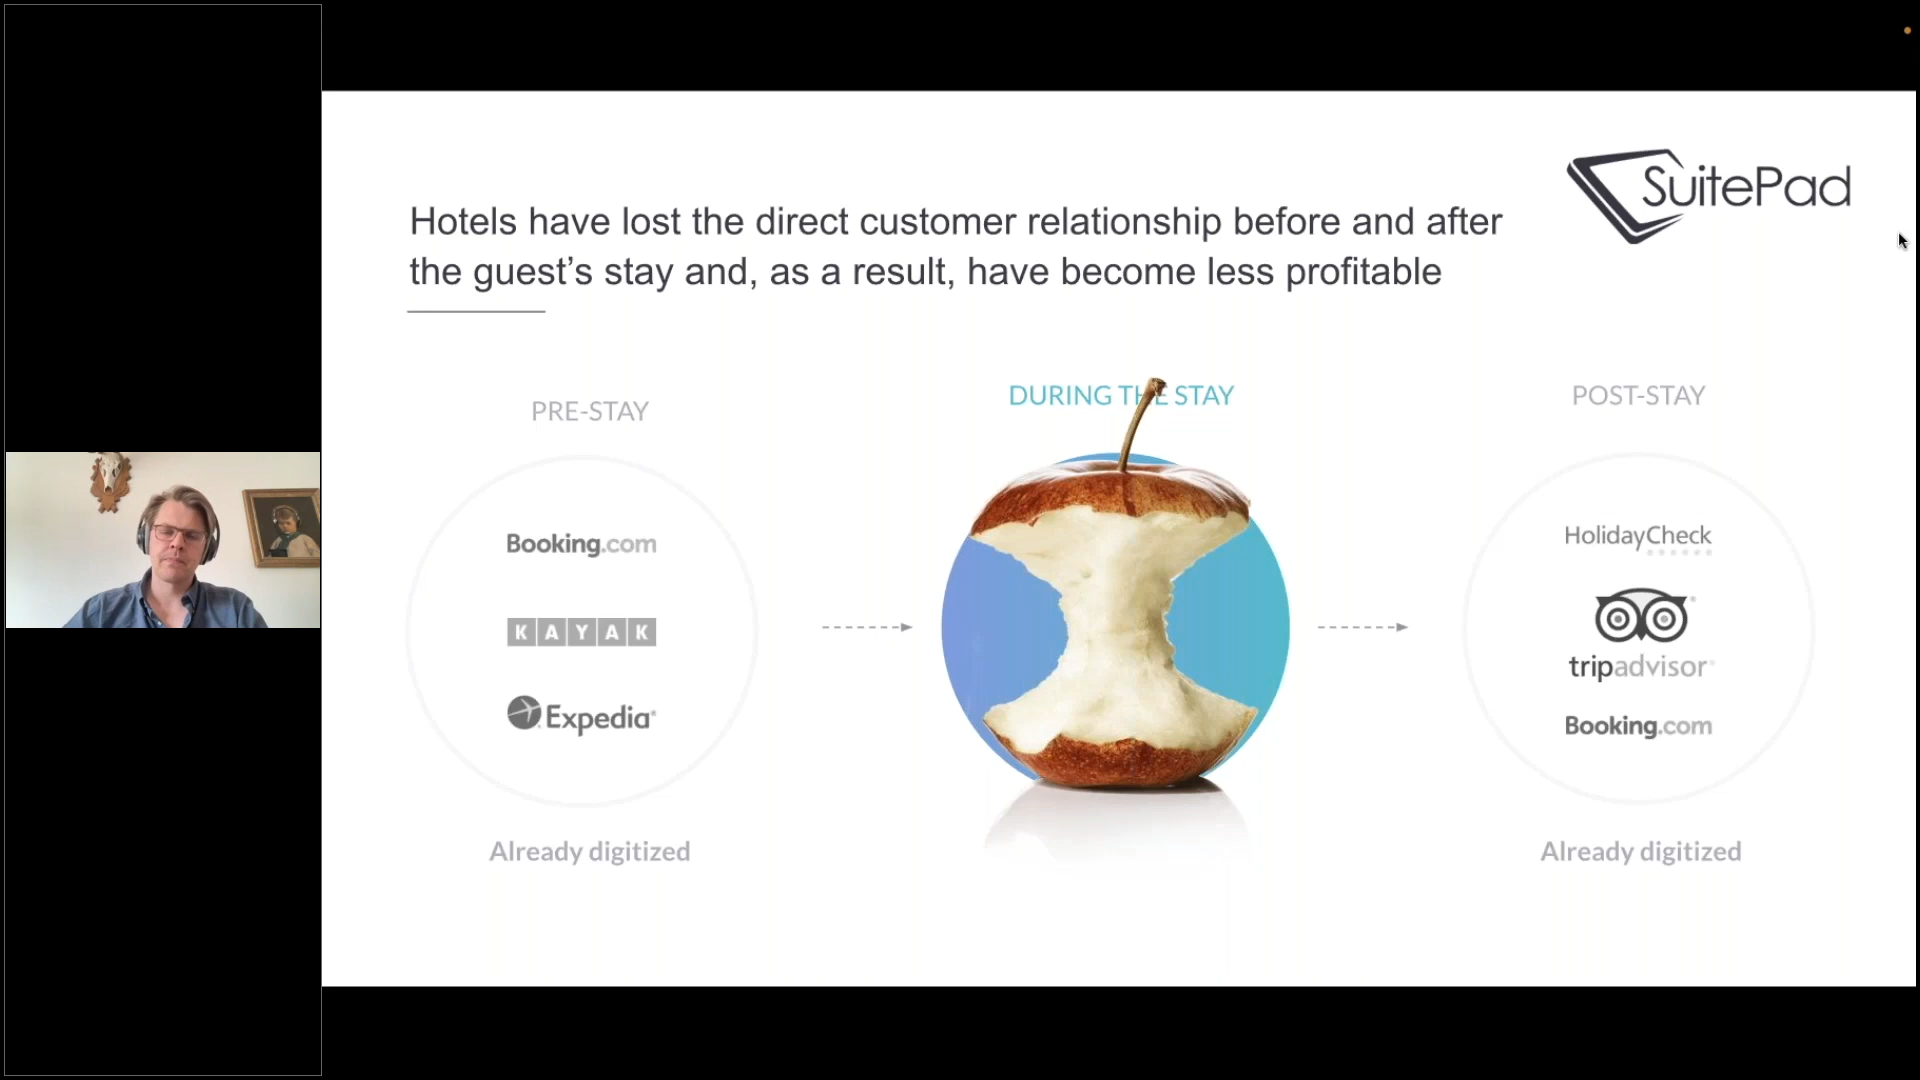 SuitePad
Hotels have lost the direct customer relationship before and after
the guest’s stay and, as a result, have become less profitable
PRE-STAY
Booking.com
KAYAK
Expedia®
Already digitized
DURING THE STAY
POST-STAY
HolidayCheck
tripadvisor®
Booking.com
Already digitized